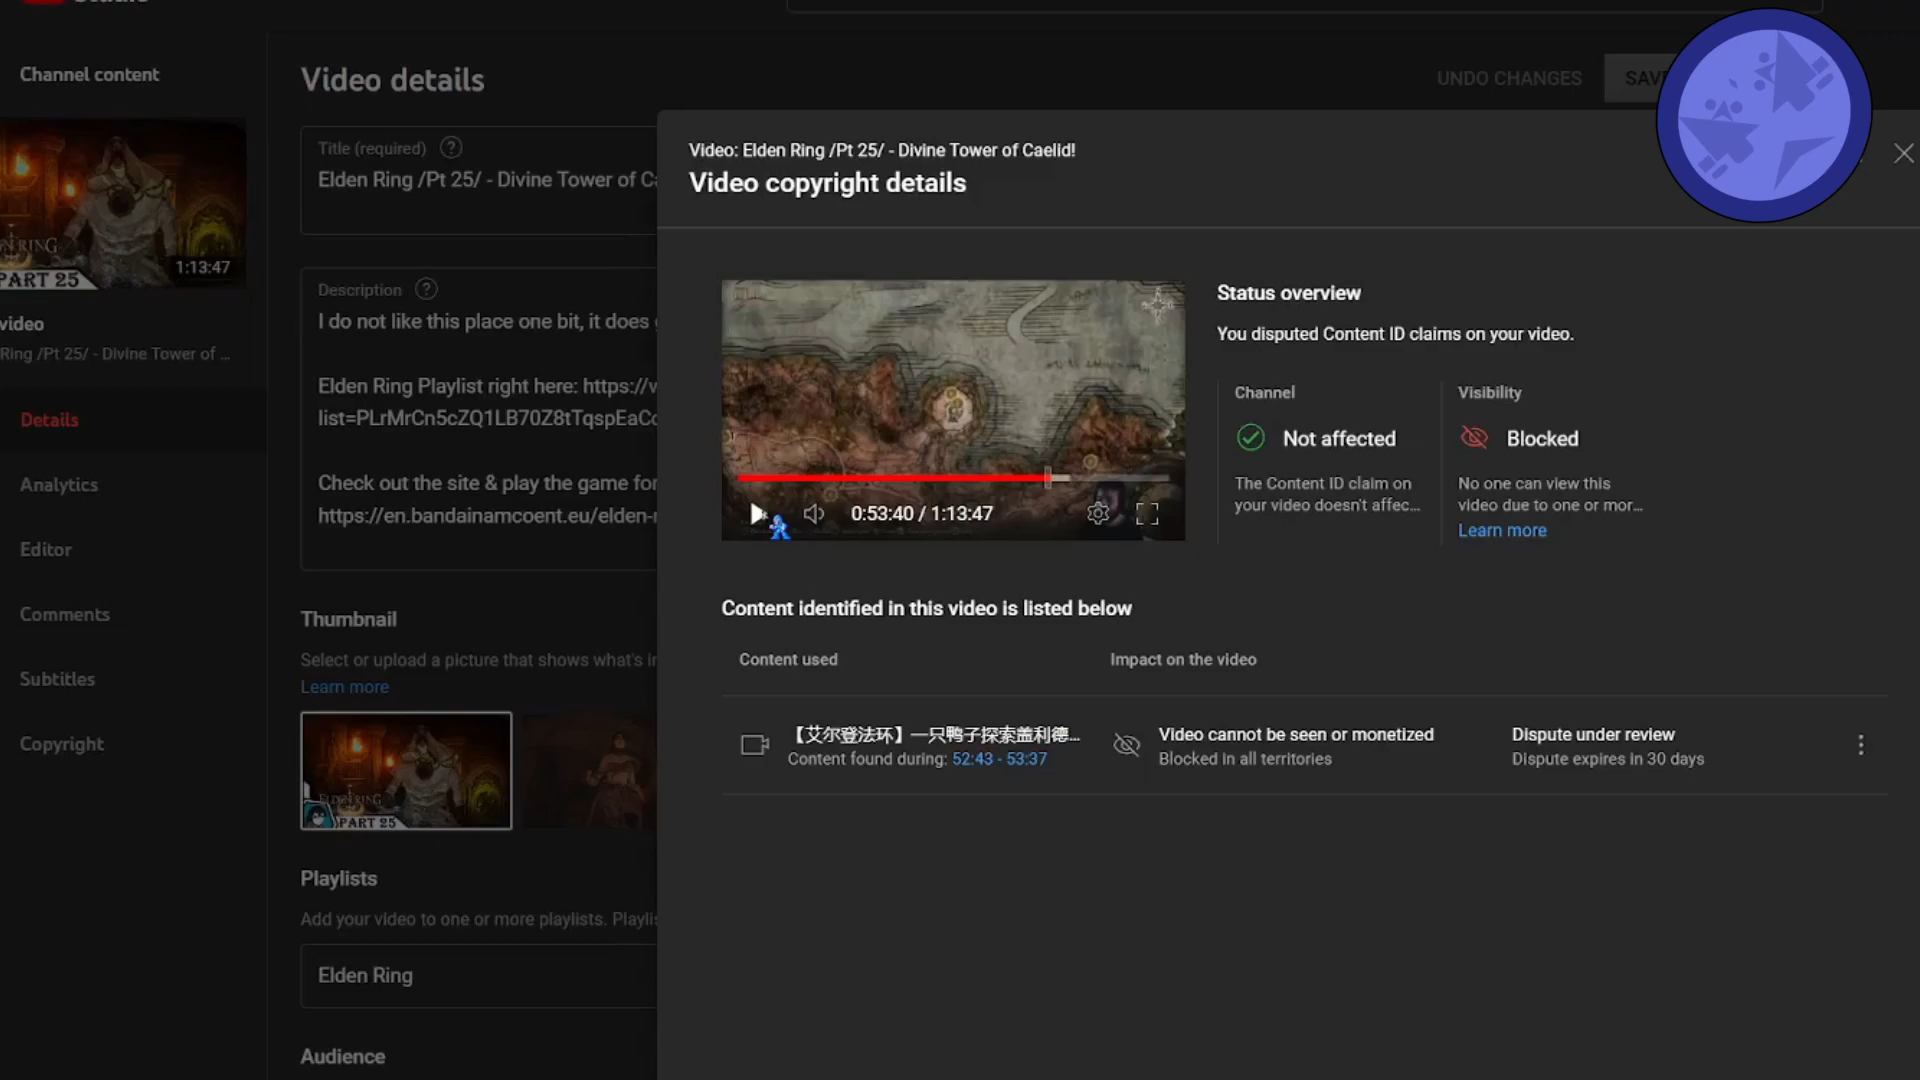 Channel content
Video details
UNDO CHANGES
Title (required)
Elden Ring /Pt 25/ - Divine Tower of
Video: Elden Ring /Pt 25/ - Divine Tower of Caelid!
Video copyright details
1:13:47
PART 25
video
Ring /Pt 25/ - Divine Tower of ...
Description
I do not like this place one bit, it does
Elden Ring Playlist right here:
list=PLrMrCn5cZQ1LB70Z8tTqspEaCo
Check out the site & play the game for
https://en.bandainamcoent.eu/elden-
Details
Analytics
Editor
Comments
Subtitles
Copyright
Thumbnail
Select or upload a picture that shows what's
Learn more
ELDEN RING
PART 25
Playlists
Add your video to one or more playlists.
Elden Ring
Audience
0:53:40 / 1:13:47
Status overview
You disputed Content ID claims on your video.
Channel
Not affected
The Content ID claim on
your video doesn't affec...
Visibility
Blocked
No one can view this
video due to one or mor...
Learn more
Content identified in this video is listed below
Content used
Impact on the video
【艾尔登法环】一只鸭子探索盖利德...
Content found during: 52:43 - 53:37
Video cannot be seen or monetized
Blocked in all territories
Dispute under review
Dispute expires in 30 days